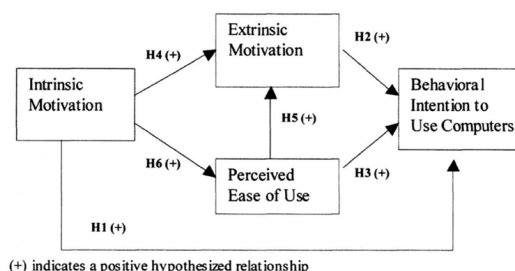 Extrinsic
Motivation
H4 (+)
H2 (+)
Intrinsic
Motivation
Behavioral
Intention to
Use Computers
H5 (+)
H6 (+)
Perceived
Ease of Use
H3 (+)
H1 (+)
(+) indicates a positive hypothesized relationship